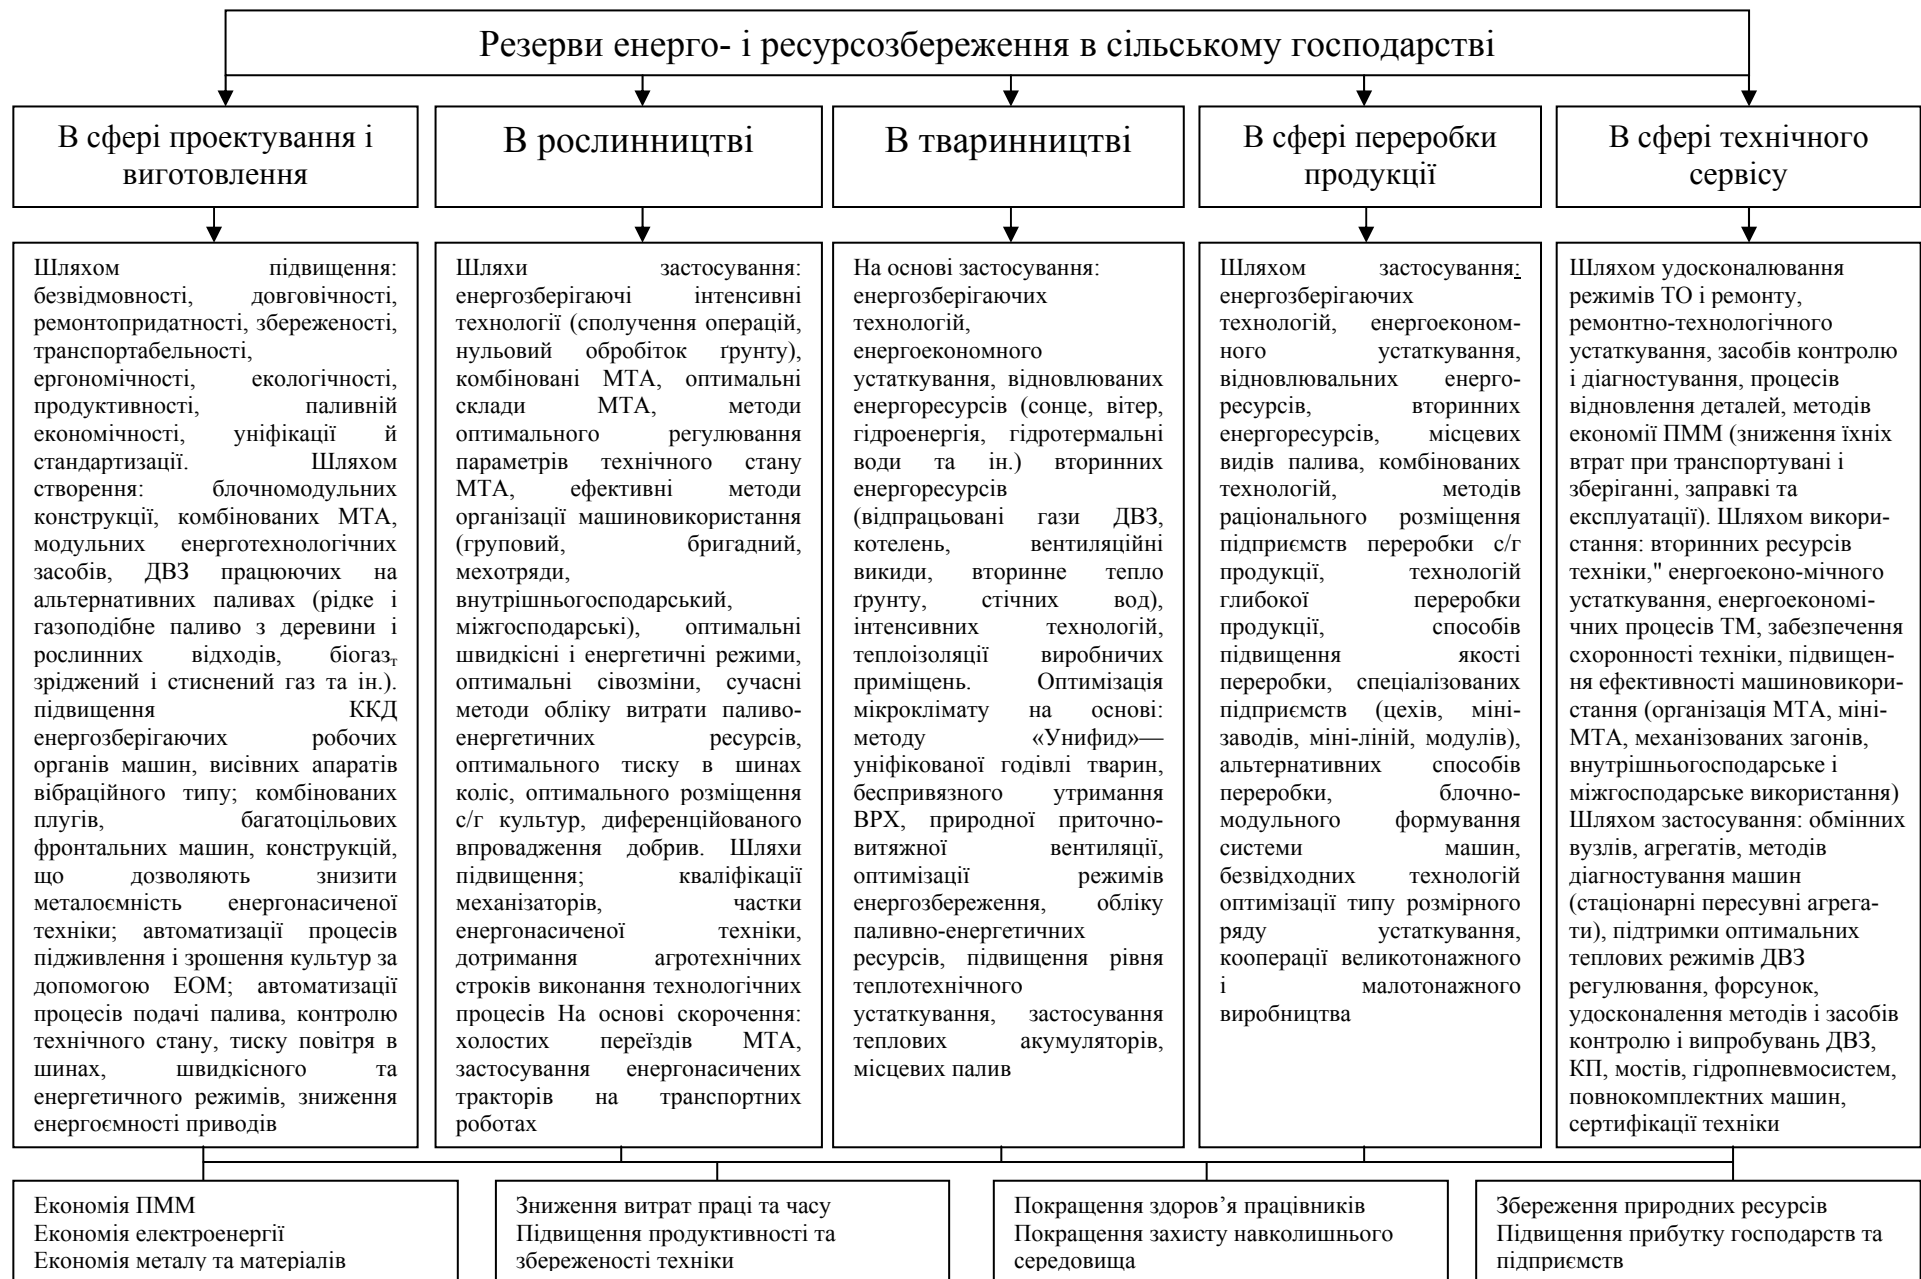 Резерви енерго- і ресурсозбереження в сільському господарстві
В сфері проектування і
виготовлення
В рослинництві
В тваринництві
В сфері переробки
продукції
В сфері технічного
сервісу
Шляхом підвищення:
безвідмовності, довговічності,
ремонтопридатності, збереженості,
транспортабельності,
ергономічності, екологічності,
продуктивності, паливній
економічності, уніфікації й
стандартизації. Шляхом
створення: блочномодульних
конструкції, комбінованих МТА,
модульних енерготехнологічних
засобів, ДВЗ працюючих на
альтернативних паливах (рідке і
газоподібне паливо з деревини і
рослинних відходів, біогаз,т
зріджений і стиснений газ та ін.).
підвищення ККД
енергозберігаючих робочих
органів машин, висівних апаратів
вібраційного типу; комбінованих
плугів, багатоцільових
фронтальних машин, конструкцій,
що дозволяють знизити
металоємність енергонасиченої
техніки; автоматизації процесів
підживлення і зрошення культур за
допомогою ЕОМ; автоматизації
процесів подачі палива, контролю
технічного стану, тиску повітря в
шинах, швидкісного та
енергетичного режимів, зниження
енергоємності приводів
Шляхи застосування:
енергозберігаючі інтенсивні
технології (сполучення операцій,
нульовий обробіток ґрунту),
комбіновані МТА, оптимальні
склади МТА, методи
оптимального регулювання
параметрів технічного стану
МТА, ефективні методи
організації машиновикористання
(груповий, бригадний,
мехотряди,
внутрішньогосподарський,
міжгосподарські), оптимальні
швидкісні і енергетичні режими,
оптимальні сівозміни, сучасні
методи обліку витрати паливо-
енергетичних ресурсів,
оптимального тиску в шинах
коліс, оптимального розміщення
с/г культур, диференційованого
впровадження добрив. Шляхи
підвищення; кваліфікації
механізаторів, частки
енергонасиченої техніки,
дотримання агротехнічних
строків виконання технологічних
процесів На основі скорочення:
холостих переїздів МТА,
застосування енергонасичених
тракторів на транспортних
роботах
На основі застосування:
енергозберігаючих
технологій,
енергоекономного
устаткування, відновлюваних
енергоресурсів (сонце, вітер,
гідроенергія, гідротермальні
води та ін.) вторинних
енергоресурсів
(відпрацьовані гази ДВЗ,
котелень, вентиляційні
викиди, вторинне тепло
ґрунту, стічних вод),
інтенсивних технологій,
теплоізоляції виробничих
приміщень. Оптимізація
мікроклімату на основі:
методу «Унифид»—
уніфікованої годівлі тварин,
беспривязного утримання
ВРХ, природної приточно-
витяжної вентиляції,
оптимізації режимів
енергозбереження, обліку
паливно-енергетичних
ресурсів, підвищення рівня
теплотехнічного
устаткування, застосування
теплових акумуляторів,
місцевих палив
Шляхом застосування:
енергозберігаючих
технологій, енергоеконом-
ного устаткування,
відновлювальних енерго-
ресурсів, вторинних
енергоресурсів, місцевих
видів палива, комбінованих
технологій, методів
раціонального розміщення
підприємств переробки с/г
продукції, технологій
глибокої переробки
продукції, способів
підвищення якості
переробки, спеціалізованих
підприємств (цехів, міні-
заводів, міні-ліній, модулів),
альтернативних способів
переробки, блочно-
модульного формування
системи машин,
безвідходних технологій
оптимізації типу розмірного
ряду устаткування,
кооперації великотонажного
і малотонажного
виробництва
Шляхом удосконалювання
режимів ТО і ремонту,
ремонтно-технологічного
устаткування, засобів контролю
і діагностування, процесів
відновлення деталей, методів
економії ПММ (зниження їхніх
втрат при транспортувані і
зберіганні, заправкі та
експлуатації). Шляхом викори-
стання: вторинних ресурсів
техніки," енергоеконо-мічного
устаткування, енергоекономі-
чних процесів ТМ, забезпечення
схоронності техніки, підвищен-
ня ефективності машиновикори-
стання (організація МТА, міні-
МТА, механізованих загонів,
внутрішньогосподарське і
міжгосподарське використання)
Шляхом застосування: обмінних
вузлів, агрегатів, методів
діагностування машин
(стаціонарні пересувні агрега-
ти), підтримки оптимальних
теплових режимів ДВЗ
регулювання, форсунок,
удосконалення методів і засобів
контролю і випробувань ДВЗ,
КП, мостів, гідропневмосистем,
повнокомплектних машин,
сертифікації техніки
Економія ПММ
Економія електроенергії
Економія металу та матеріалів
Зниження витрат праці та часу
Підвищення продуктивності та
збереженості техніки
Покращення здоров’я працівників
Покращення захисту навколишнього
середовища
Збереження природних ресурсів
Підвищення прибутку господарств та
підприємств